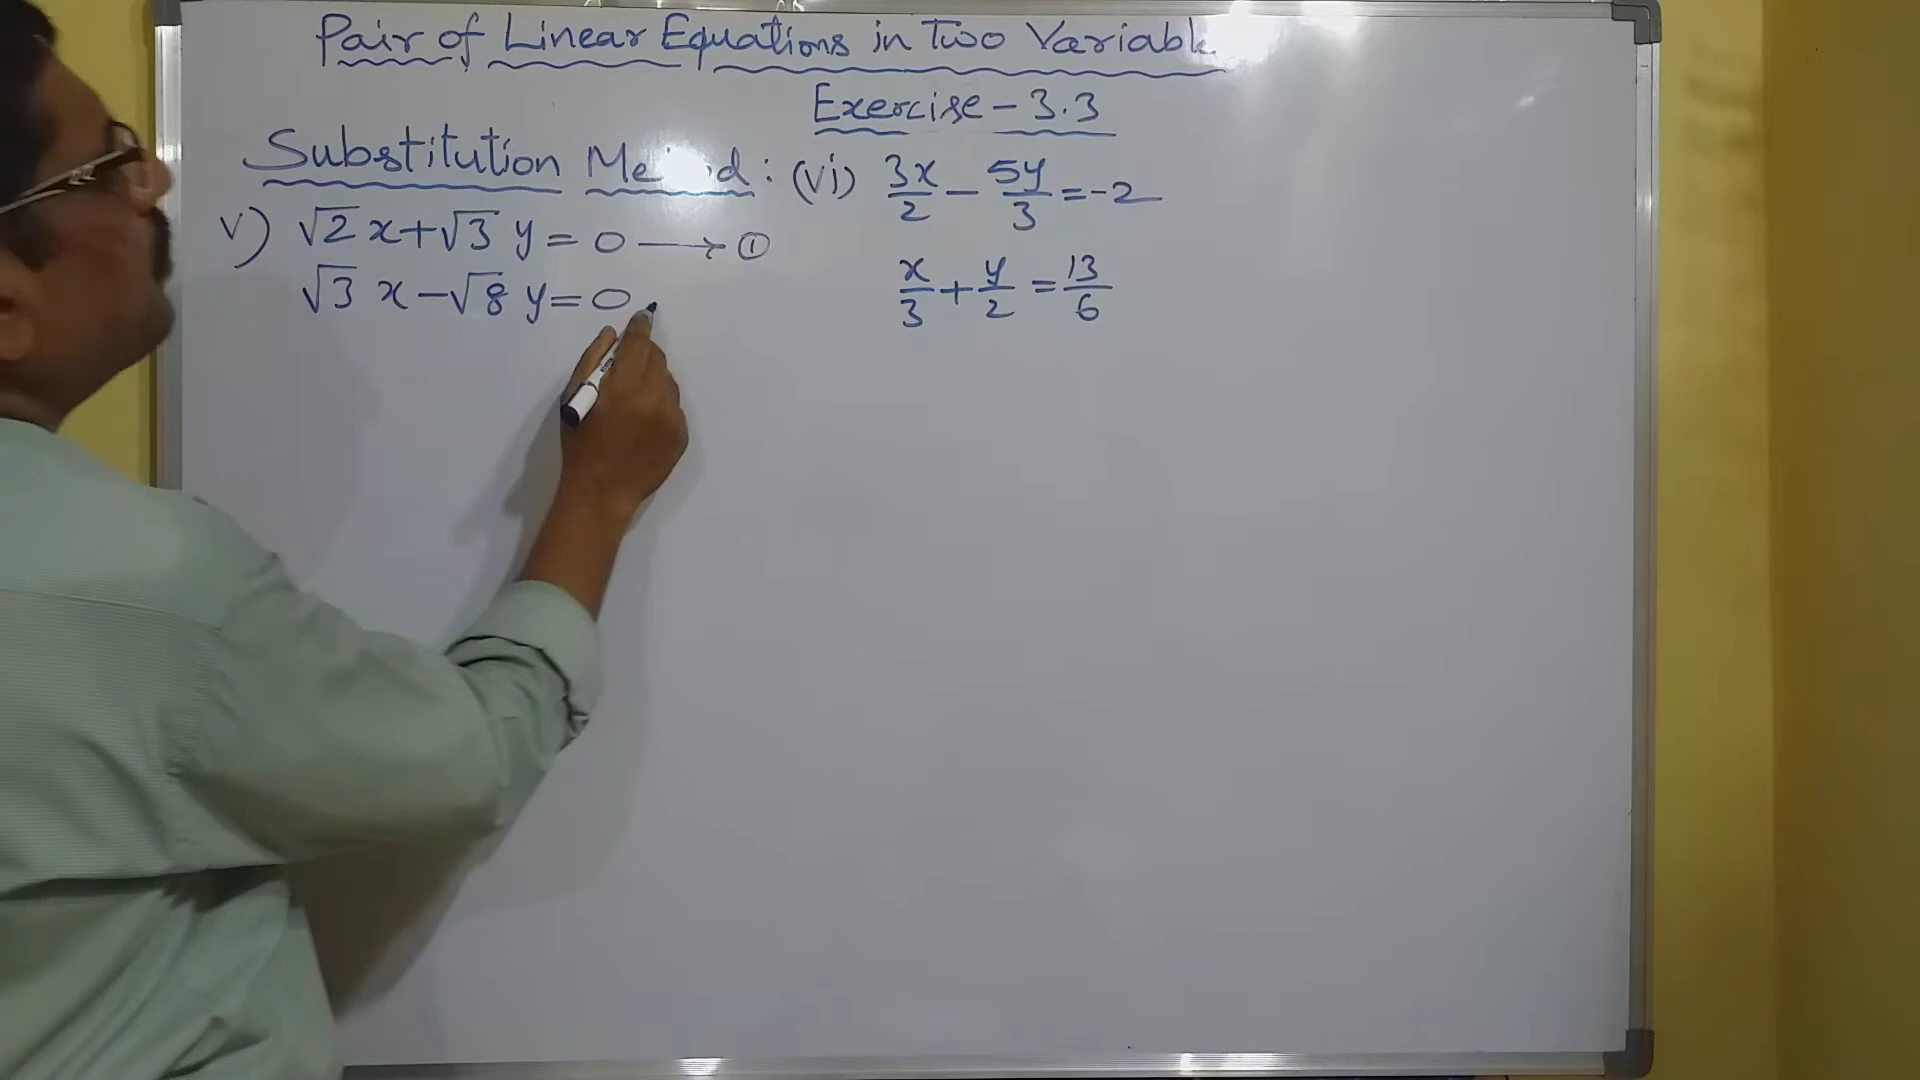 Pair of Linear Equations in Two Variable
Exercise - 3.3
Substitution : (vi) 3x/2 - 5y/3 = -2
v) √2 x + √3 y = 0 → ①
√3 x - √8 y = 0
x/3 + y/2 = 13/6